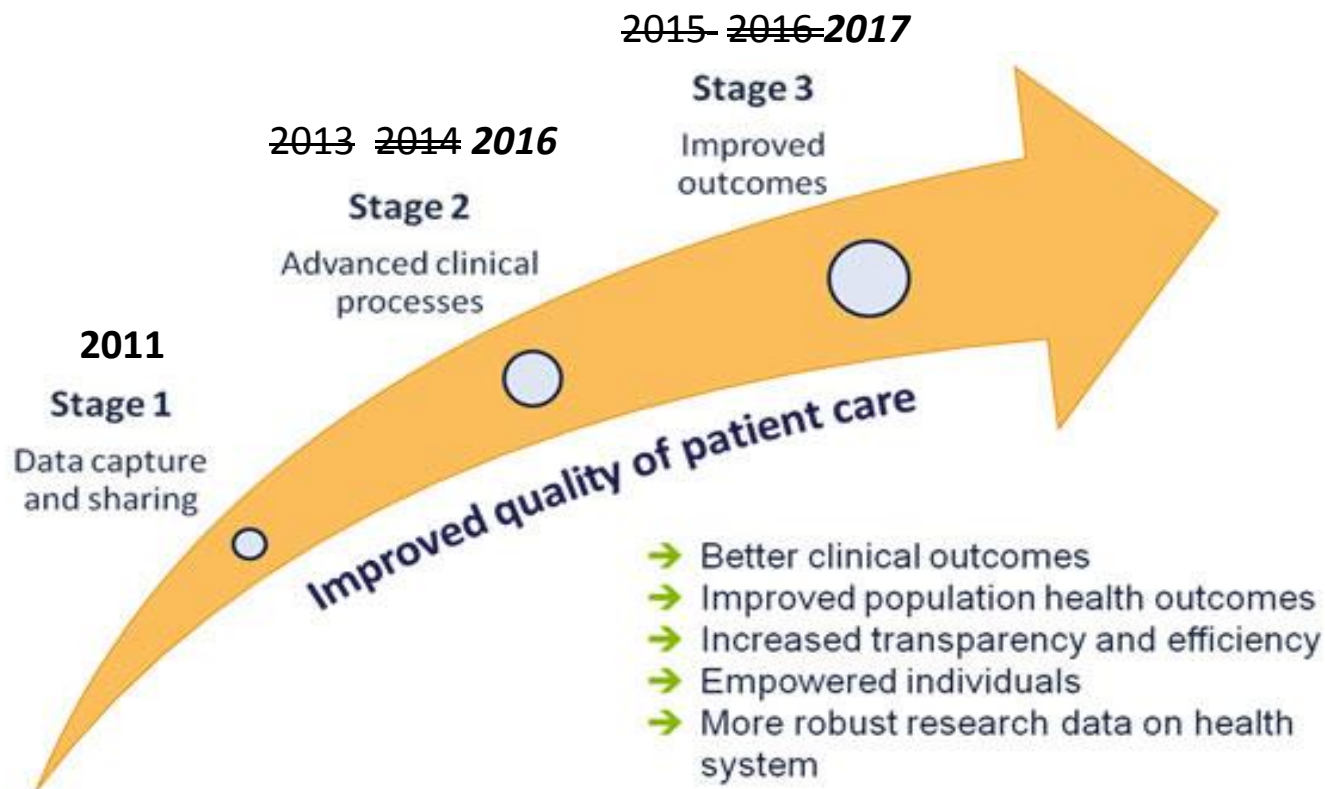 2015- 2016 2017
Stage 3
Improved
outcomes
2013 2014 2016
Stage 2
Advanced clinical
processes
2011
Stage 1
Data capture
and sharing
Improved quality of patient care
→ Better clinical outcomes
→ Improved population health outcomes
→ Increased transparency and efficiency
→ Empowered individuals
→ More robust research data on health
system